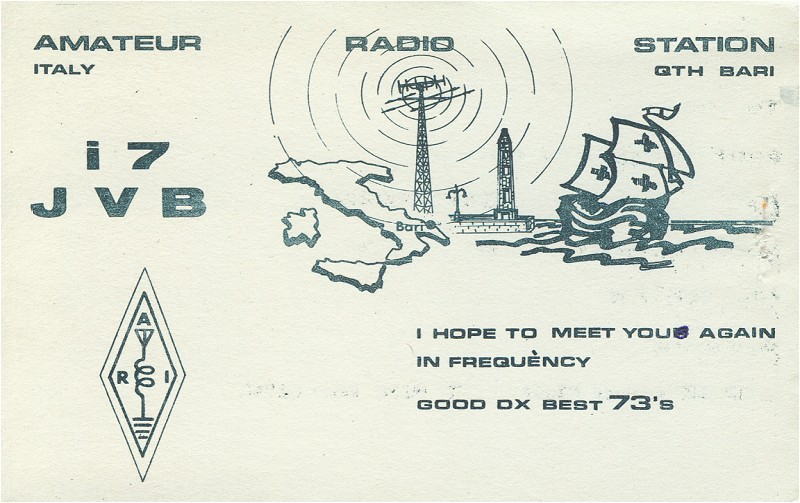 AMATEUR RADIO STATION
ITALY QTH BARI
i 7
JVB
Bari
A
R I
I HOPE TO MEET YOU AGAIN
IN FREQUÈNCY
GOOD DX BEST 73's